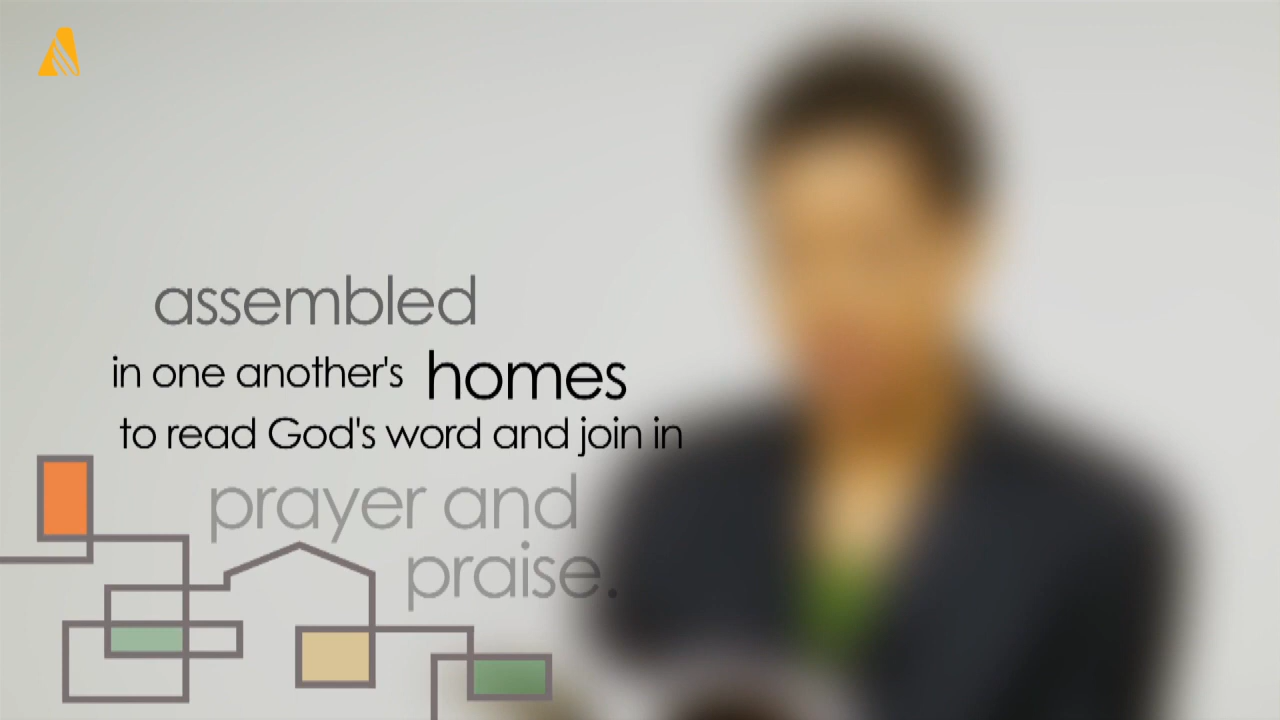 assembled
in one another's homes
to read God's word and join in
prayer and
praise.